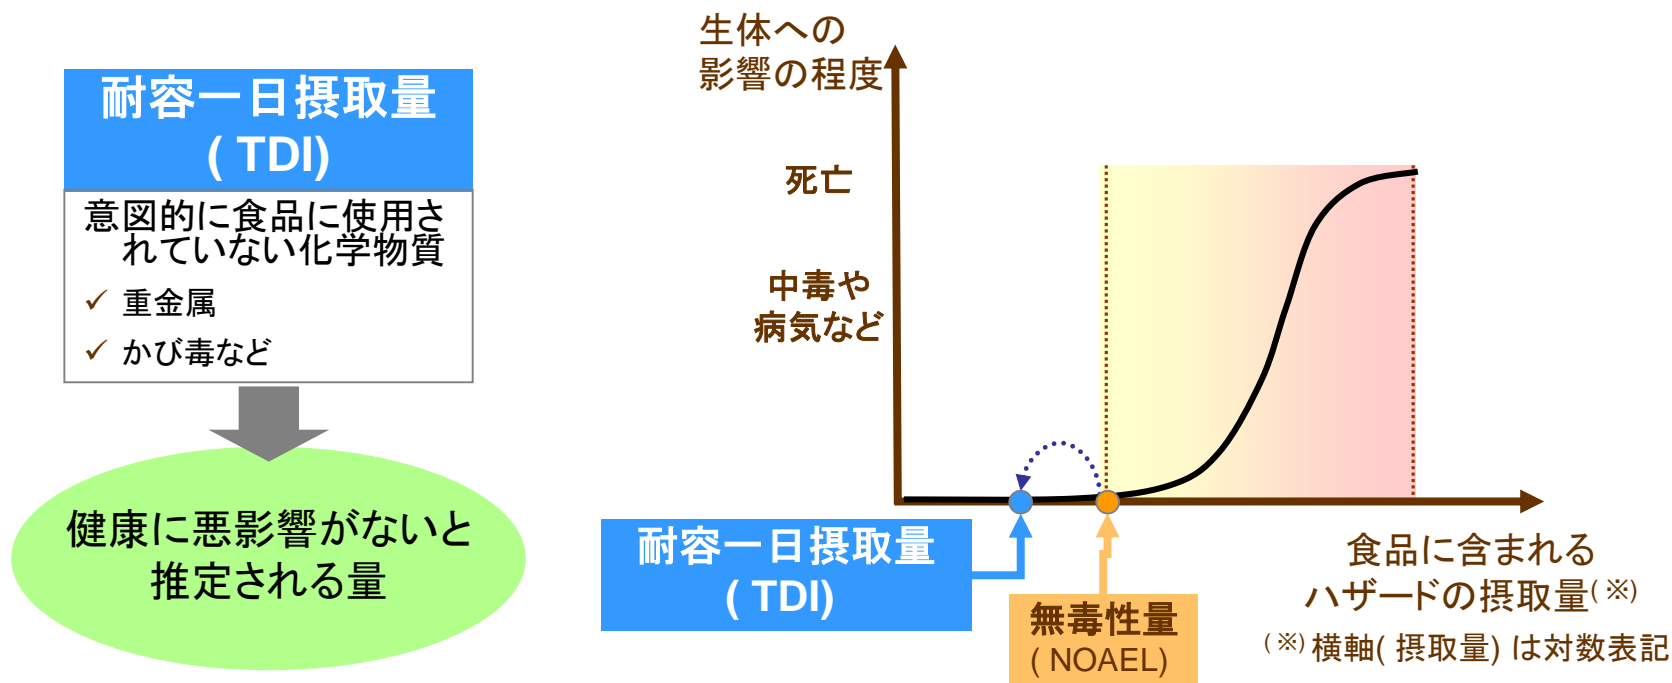 耐容一日摂取量
( TDI)
意図的に食品に使用さ
れていない化学物質
✓ 重金属
✓ かび毒など
健康に悪影響がないと
推定される量
生体への
影響の程度
死亡
中毒や
病気など
耐容一日摂取量
( TDI)
無毒性量
( NOAEL)
食品に含まれる
ハザードの摂取量(※)
(※)横軸( 摂取量) は対数表記